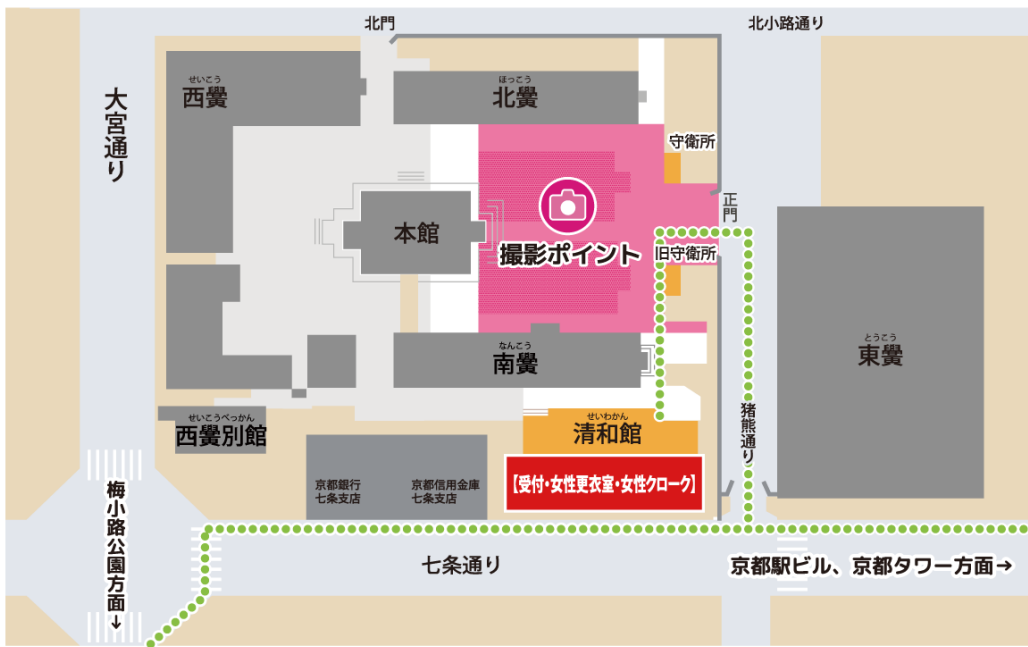 北門
北小路通り
せいこう
西黌
ほっこう
北黌
大宮通り
守衛所
正門
本館
撮影ポイント
旧守衛所
なんこう
南黌
とうこう
東黌
せいこうべっかん
西黌別館
せいわかん
清和館
猪熊通り
京都銀行
七条支店
京都信用金庫
七条支店
【受付・女性更衣室・女性クローク】
梅小路公園方面→
七条通り
京都駅ビル、京都タワー方面→